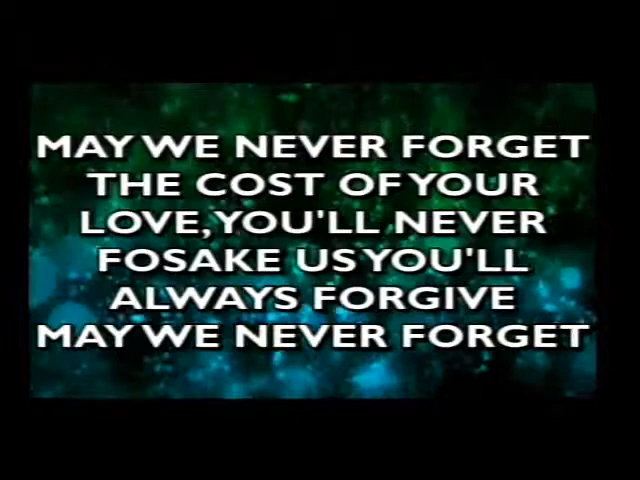 MAY WE NEVER FORGET
THE COST OF YOUR
LOVE, YOU'LL NEVER
FOSAKE US YOU'LL
ALWAYS FORGIVE
MAY WE NEVER FORGET